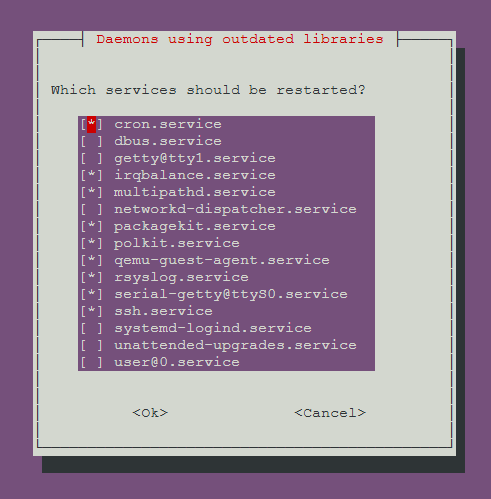 Daemons using outdated libraries
Which services should be restarted?
[*] cron.service
[ ] dbus.service
[ ] getty@tty1.service
[*] irqbalance.service
[*] multipathd.service
[ ] networkd-dispatcher.service
[*] packagekit.service
[*] polkit.service
[*] qemu-guest-agent.service
[*] rsyslog.service
[*] serial-getty@ttyS0.service
[*] ssh.service
[ ] systemd-logind.service
[ ] unattended-upgrades.service
[ ] user@0.service
<Ok> <Cancel>